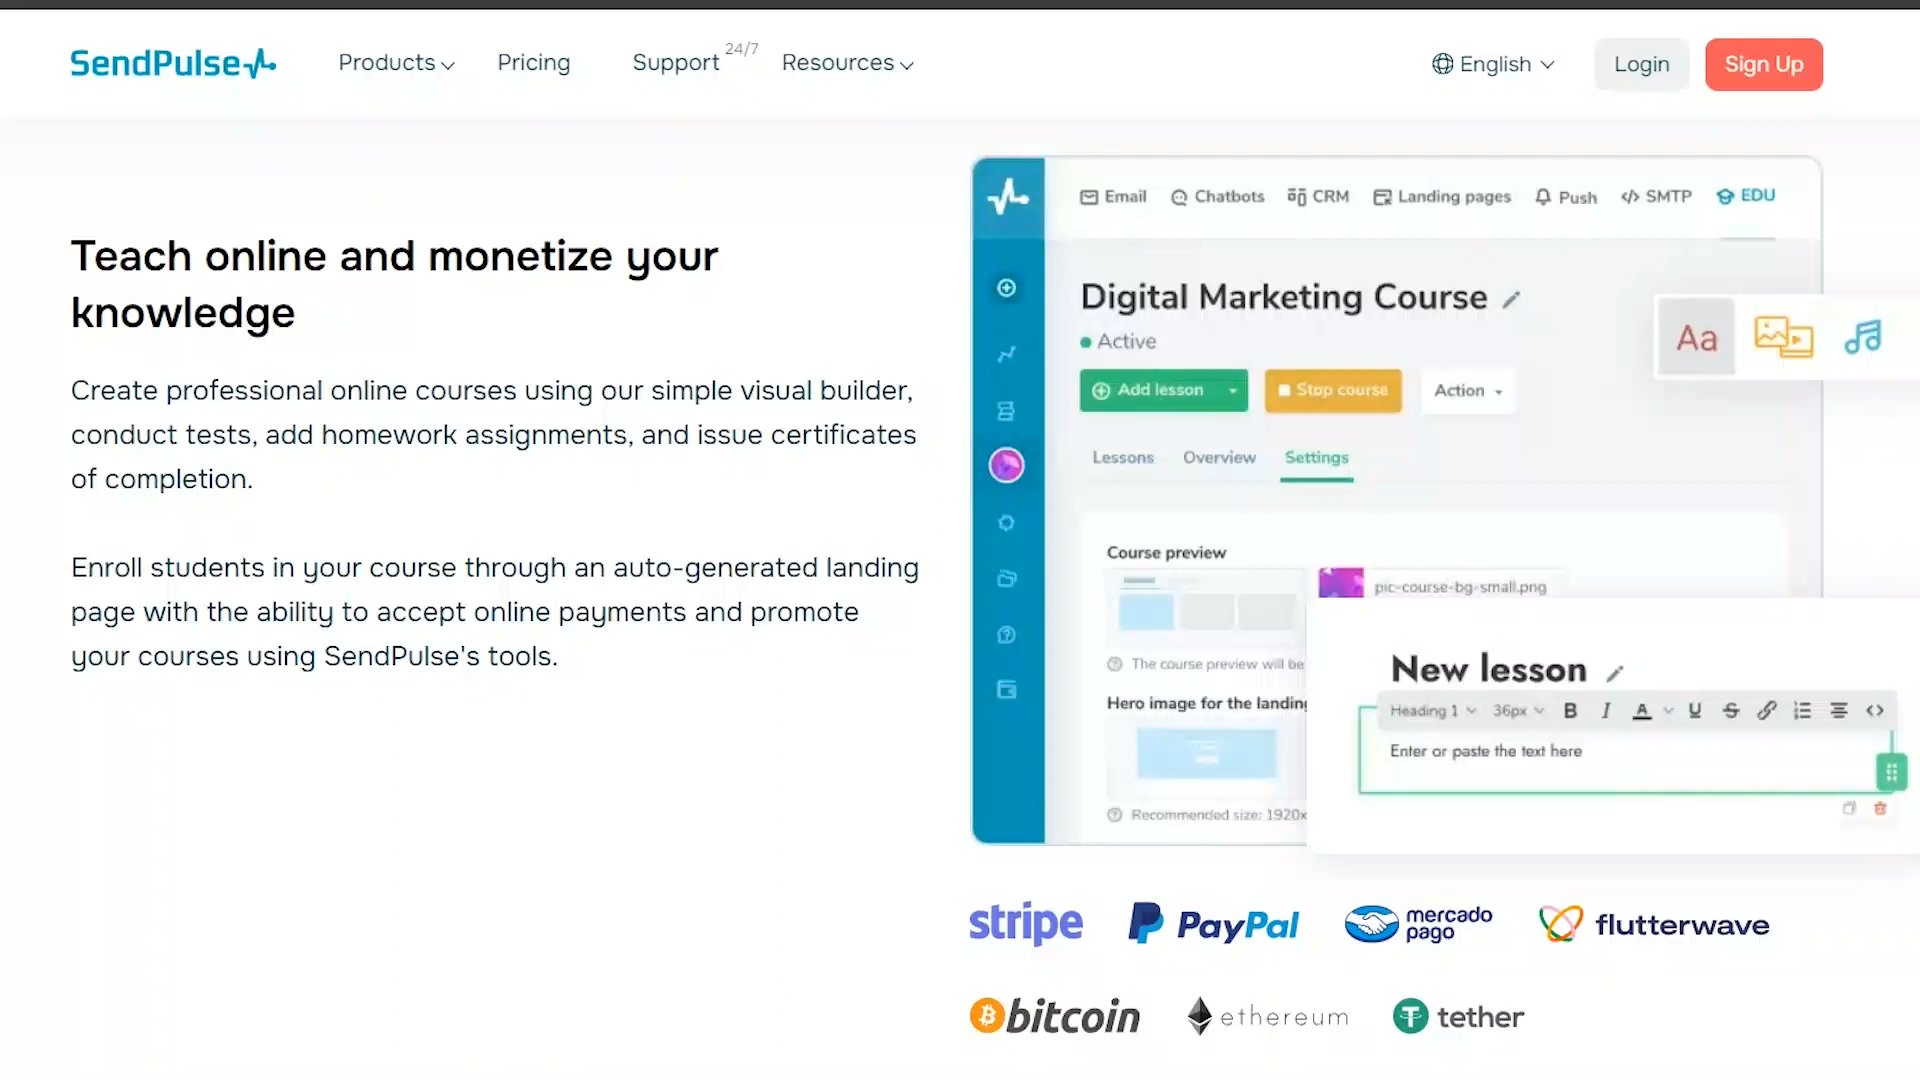 SendPulse
Products
Pricing
Support 24/7
Resources
English
Login
Sign Up
Teach online and monetize your
knowledge
Create professional online courses using our simple visual builder,
conduct tests, add homework assignments, and issue certificates
of completion.
Enroll students in your course through an auto-generated landing
page with the ability to accept online payments and promote
your courses using SendPulse's tools.
Email
Chatbots
CRM
Landing pages
Push
SMTP
EDU
Digital Marketing Course
Active
Add lesson
Stop course
Action
Lessons
Overview
Settings
Aa
Course preview
pic-course-bg-small.png
The course preview will be
Hero image for the landing
Recommended size: 1920x
New lesson
Heading 1
36px
B
I
A
U
S
Enter or paste the text here
stripe
PayPal
mercado
pago
flutterwave
bitcoin
ethereum
tether